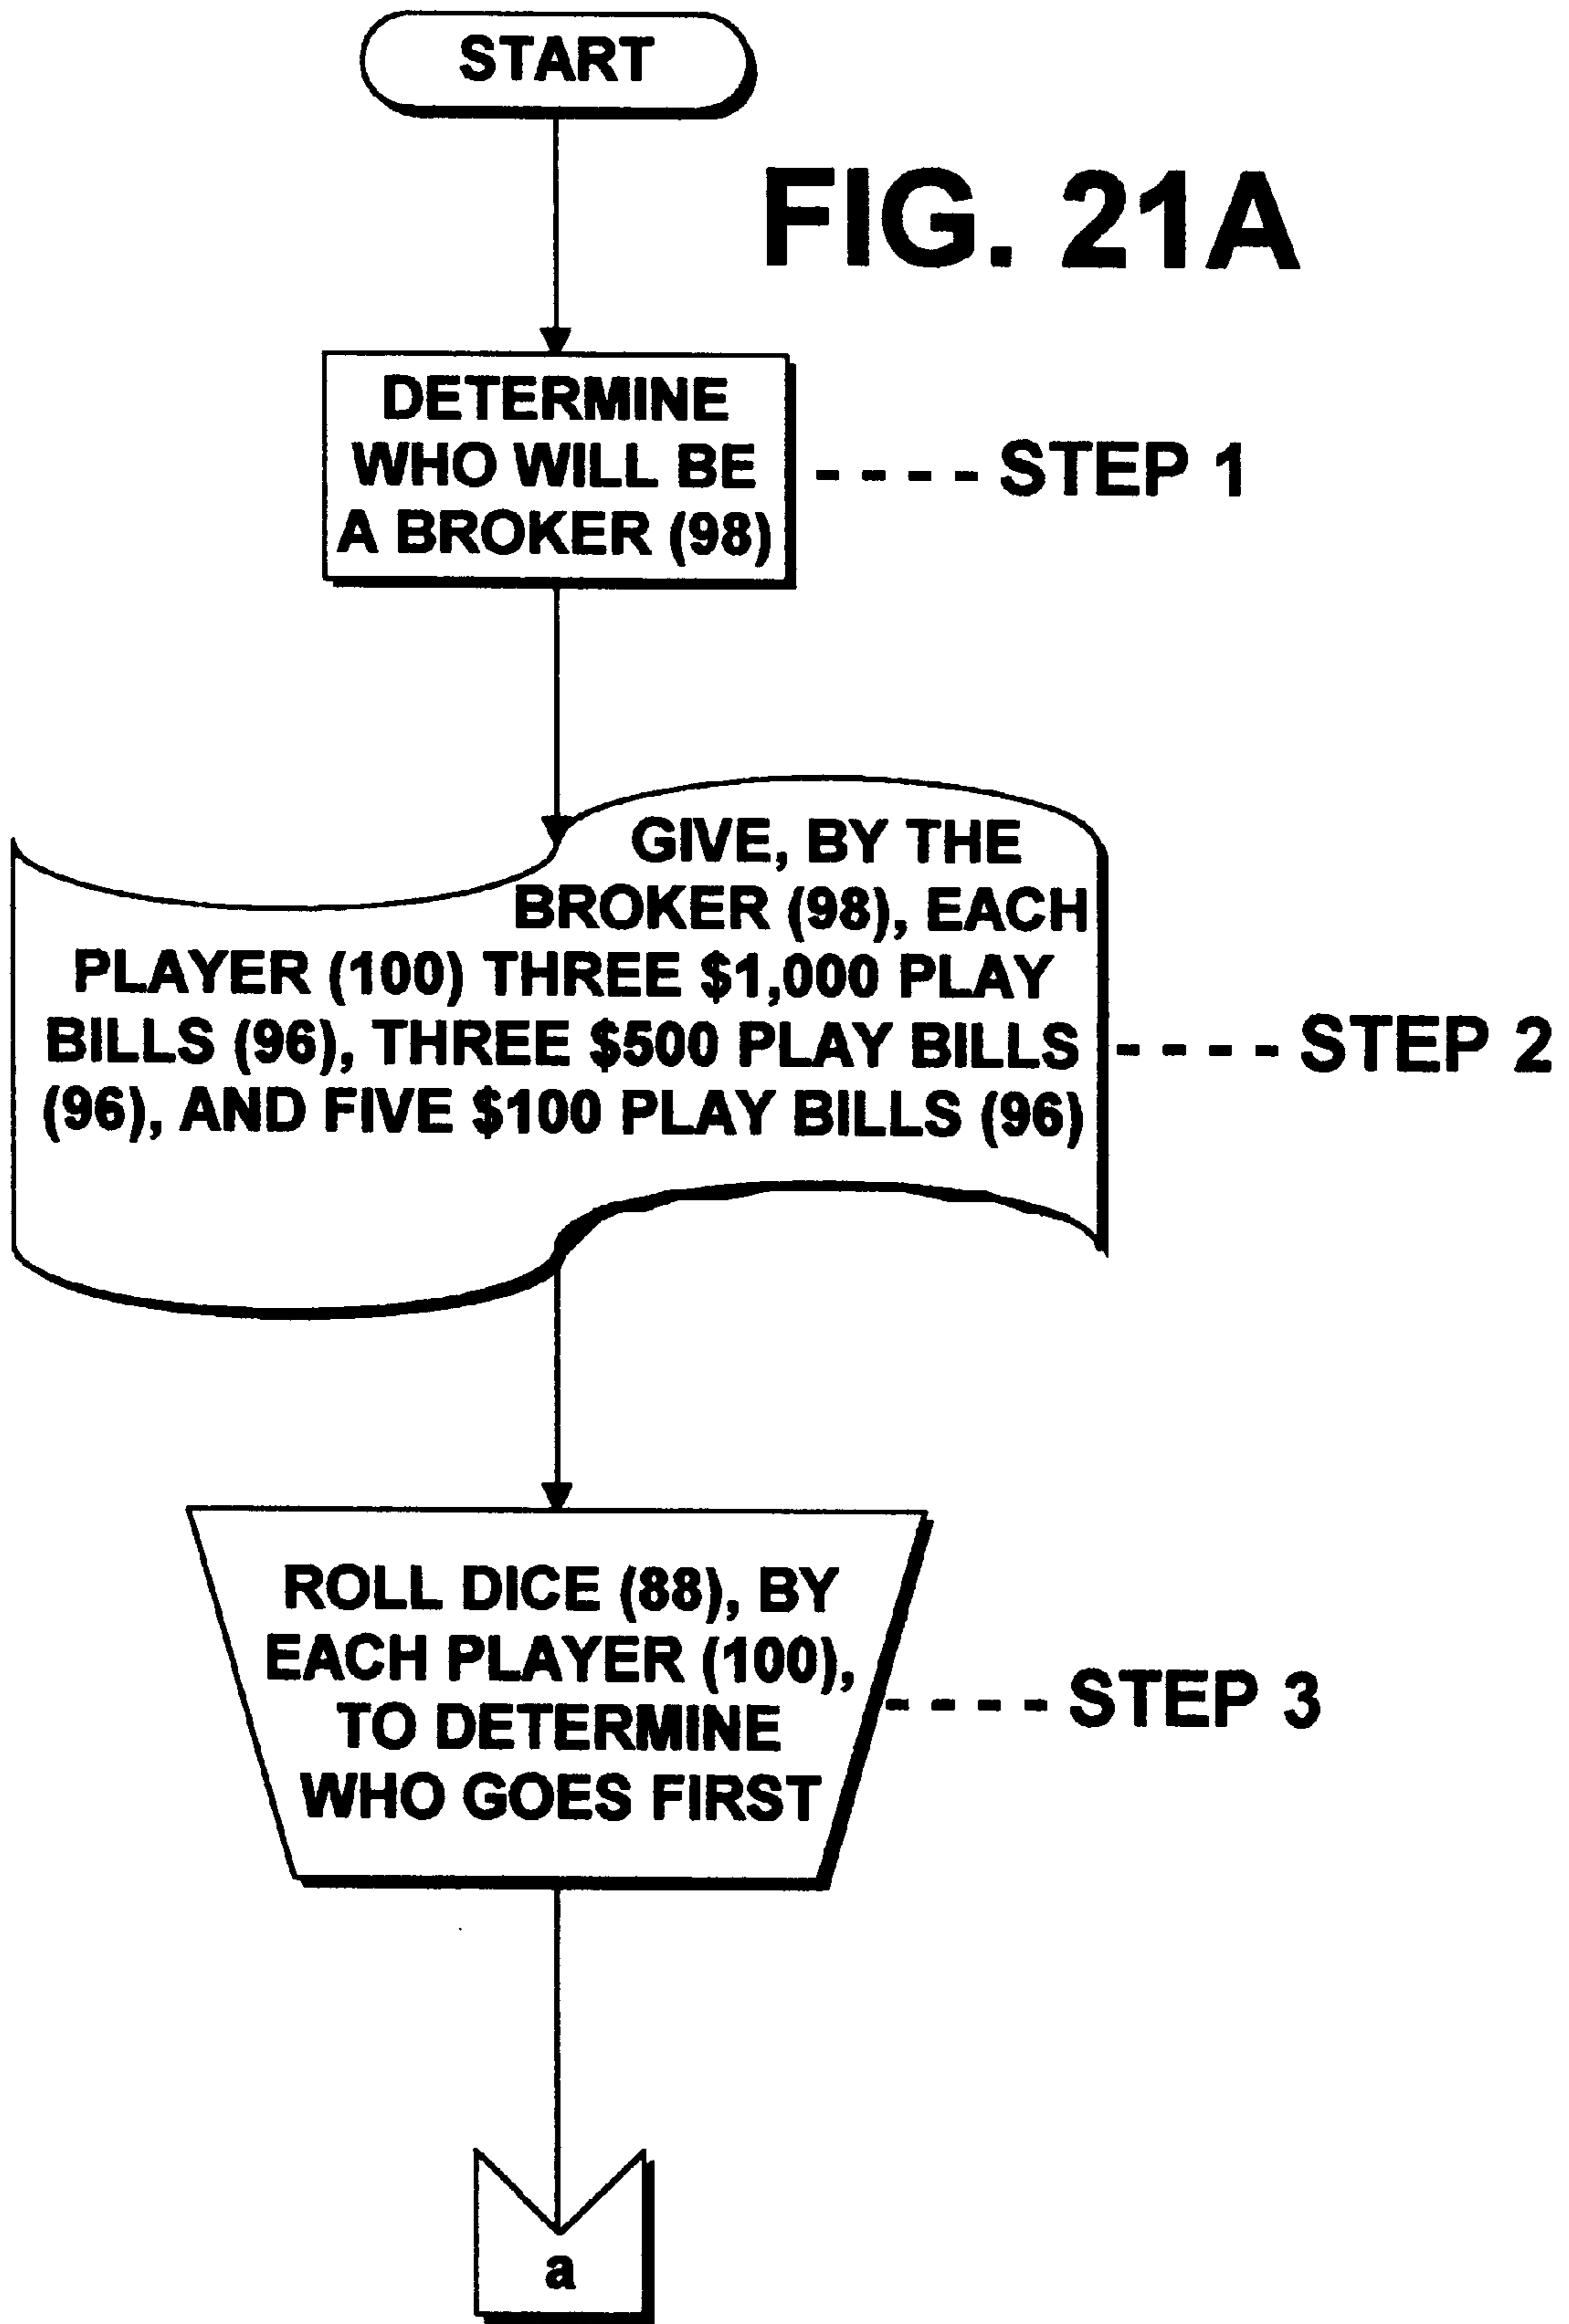 START
FIG. 21A
DETERMINE
WHO WILL BE
A BROKER (98)
- - - - STEP 1
GIVE, BY THE
BROKER (98), EACH
PLAYER (100) THREE $1,000 PLAY
BILLS (96), THREE $500 PLAY BILLS
(96), AND FIVE $100 PLAY BILLS (96)
- - - - STEP 2
ROLL DICE (88), BY
EACH PLAYER (100),
TO DETERMINE
WHO GOES FIRST
- - - - STEP 3
a